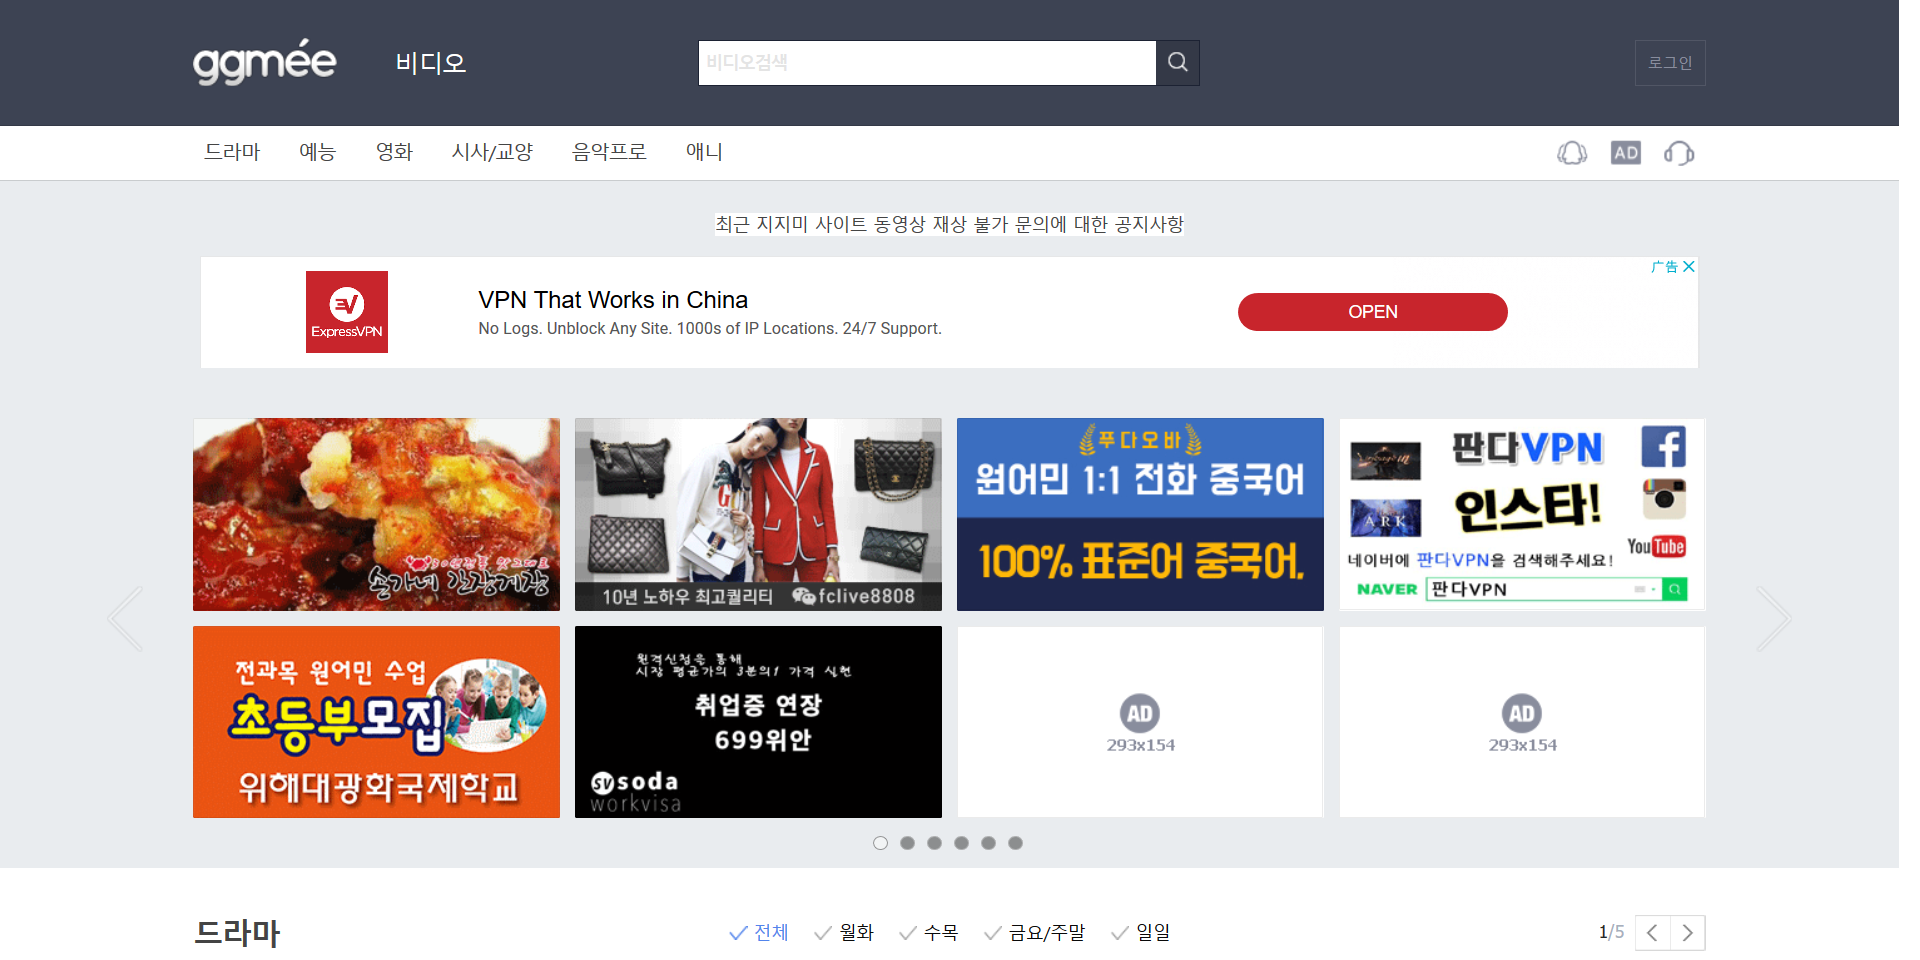 ggmée
비디오
비디오검색
로그인
드라마 예능 영화 시사/교양 음악프로 애니
AD
최근 지지미 사이트 동영상 재상 불가 문의에 대한 공지사항
广告
ExpressVPN
VPN That Works in China
No Logs. Unblock Any Site. 1000s of IP Locations. 24/7 Support.
OPEN
30년전통 맛 그대로
손가네 간장게장
10년 노하우 최고퀄리티 fclive8808
푸다오바
원어민 1:1 전화 중국어
100% 표준어 중국어.
판다VPN
인스타!
ARK
YouTube
네이버에 판다VPN을 검색해주세요!
NAVER 판다VPN
전과목 원어민 수업
초등부모집
위해대광화국제학교
원격신청을 통해
시장 평균가의 3분의1 가격 실현
취업증 연장
699위안
SV soda
workvisa
AD
293x154
AD
293x154
드라마
전체 월화 수목 금요/주말 일일
1/5